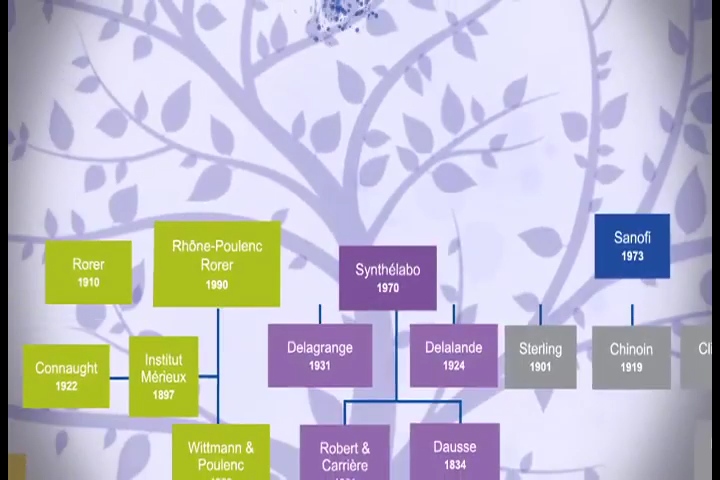 Sanofi
1973
Rhône-Poulenc
Rorer
1990
Rorer
1910
Synthélabo
1970
Connaught
1922
Institut
Mérieux
1897
Delagrange
1931
Delalande
1924
Sterling
1901
Chinoin
1919
Cli
Wittmann &
Poulenc
Robert &
Carrière
Dausse
1834